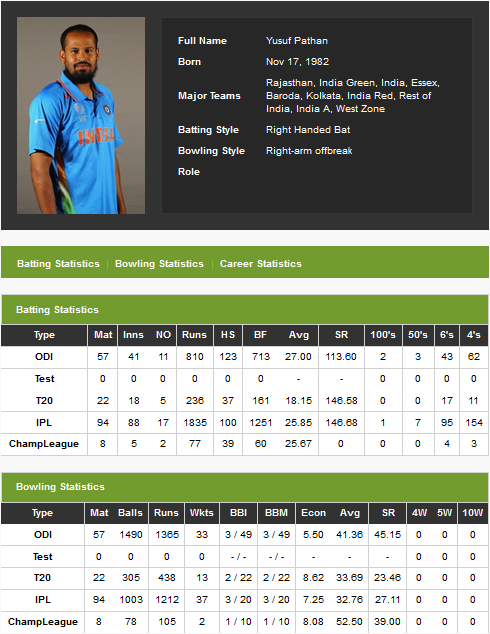 Full Name Yusuf Pathan
Born Nov 17, 1982
Major Teams Rajasthan, India Green, India, Essex,
Baroda, Kolkata, India Red, Rest of
India, India A, West Zone
Batting Style Right Handed Bat
Bowling Style Right-arm offbreak
Role
INDIA
Batting Statistics | Bowling Statistics | Career Statistics
Batting Statistics
Type Mat Inns NO Runs HS BF Avg SR 100's 50's 6's 4's
ODI 57 41 11 810 123 713 27.00 113.60 2 3 43 62
Test 0 0 0 0 0 0 - - 0 0 0 0
T20 22 18 5 236 37 161 18.15 146.58 0 0 17 11
IPL 94 88 17 1835 100 1251 25.85 146.68 1 7 95 154
ChampLeague 8 5 2 77 39 60 25.67 0 0 0 4 3
Bowling Statistics
Type Mat Balls Runs Wkts BBI BBM Econ Avg SR 4W 5W 10W
ODI 57 1490 1365 33 3 / 49 3 / 49 5.50 41.36 45.15 0 0 0
Test 0 0 0 0 - / - - / - - - - 0 0 0
T20 22 305 438 13 2 / 22 2 / 22 8.62 33.69 23.46 0 0 0
IPL 94 1003 1212 37 3 / 20 3 / 20 7.25 32.76 27.11 0 0 0
ChampLeague 8 78 105 2 1 / 10 1 / 10 8.08 52.50 39.00 0 0 0